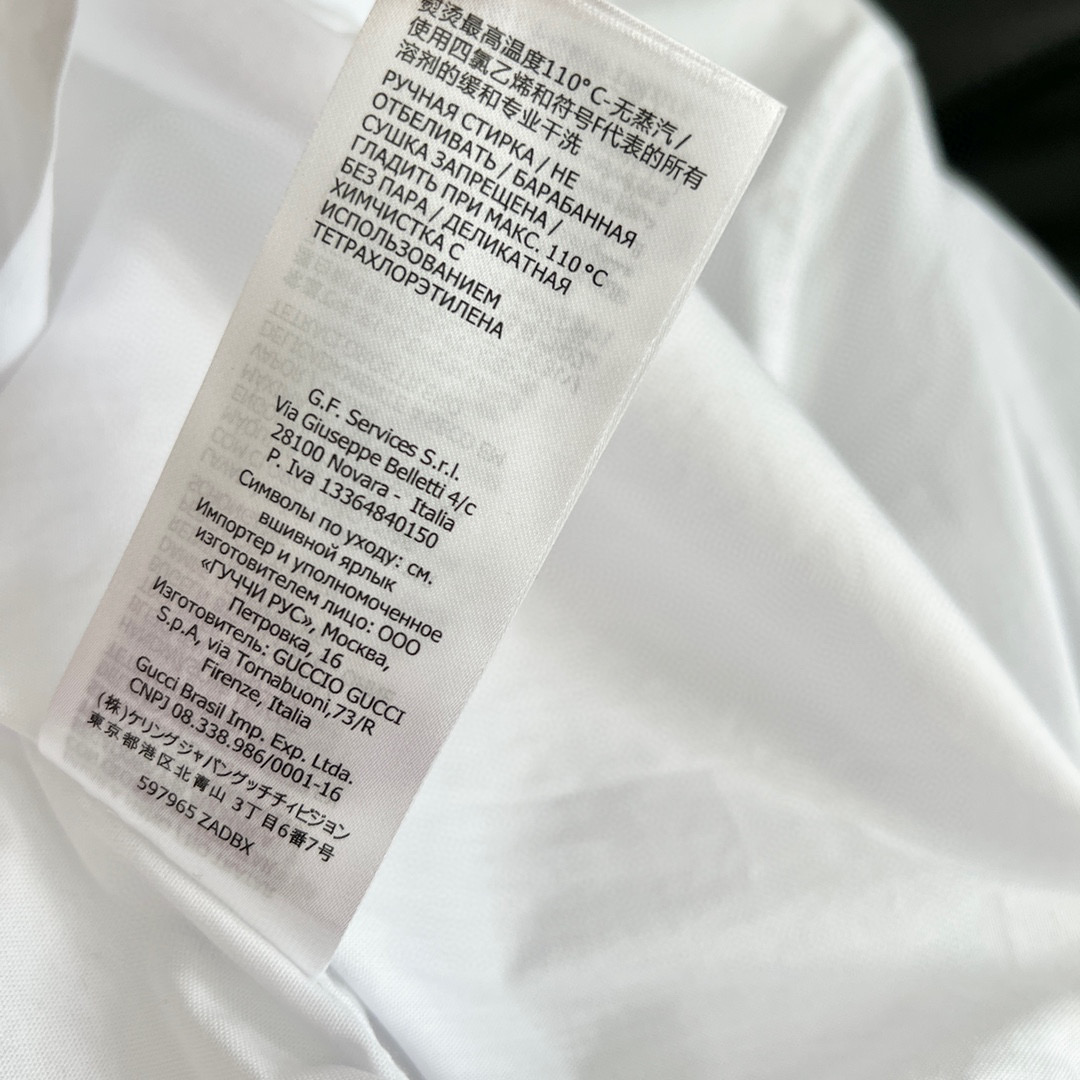 熨烫最高温度110°C-无蒸汽/
使用四氯乙烯和符号F代表的所有
溶剂的缓和专业干洗
РУЧНАЯ СТИРКА / НЕ
ОТБЕЛИВАТЬ / БАРАБАННАЯ
СУШКА ЗАПРЕЩЕНА /
ГЛАДИТЬ ПРИ МАКС. 110 °C
БЕЗ ПАРА / ДЕЛИКАТНАЯ
ХИМЧИСТКА С
ИСПОЛЬЗОВАНИЕМ
ТЕТРАХЛОРЭТИЛЕНА
G.F. Services S.r.l.
Via Giuseppe Belletti 4/c
28100 Novara - Italia
P. Iva 13364840150
Символы по уходу: см.
вшивной ярлык
Импортер и уполномоченное
изготовителем лицо: ООО
«ГУЧЧИ РУС», Москва,
Петровка, 16
Изготовитель: GUCCIO GUCCI
S.p.A, via Tornabuoni,73/R
Firenze, Italia
Gucci Brasil Imp. Exp. Ltda.
CNPJ 08.338.986/0001-16
(株)ケリングジャパングッチディビジョン
東京都港区北青山 3丁目6番7号
597965 ZADBX